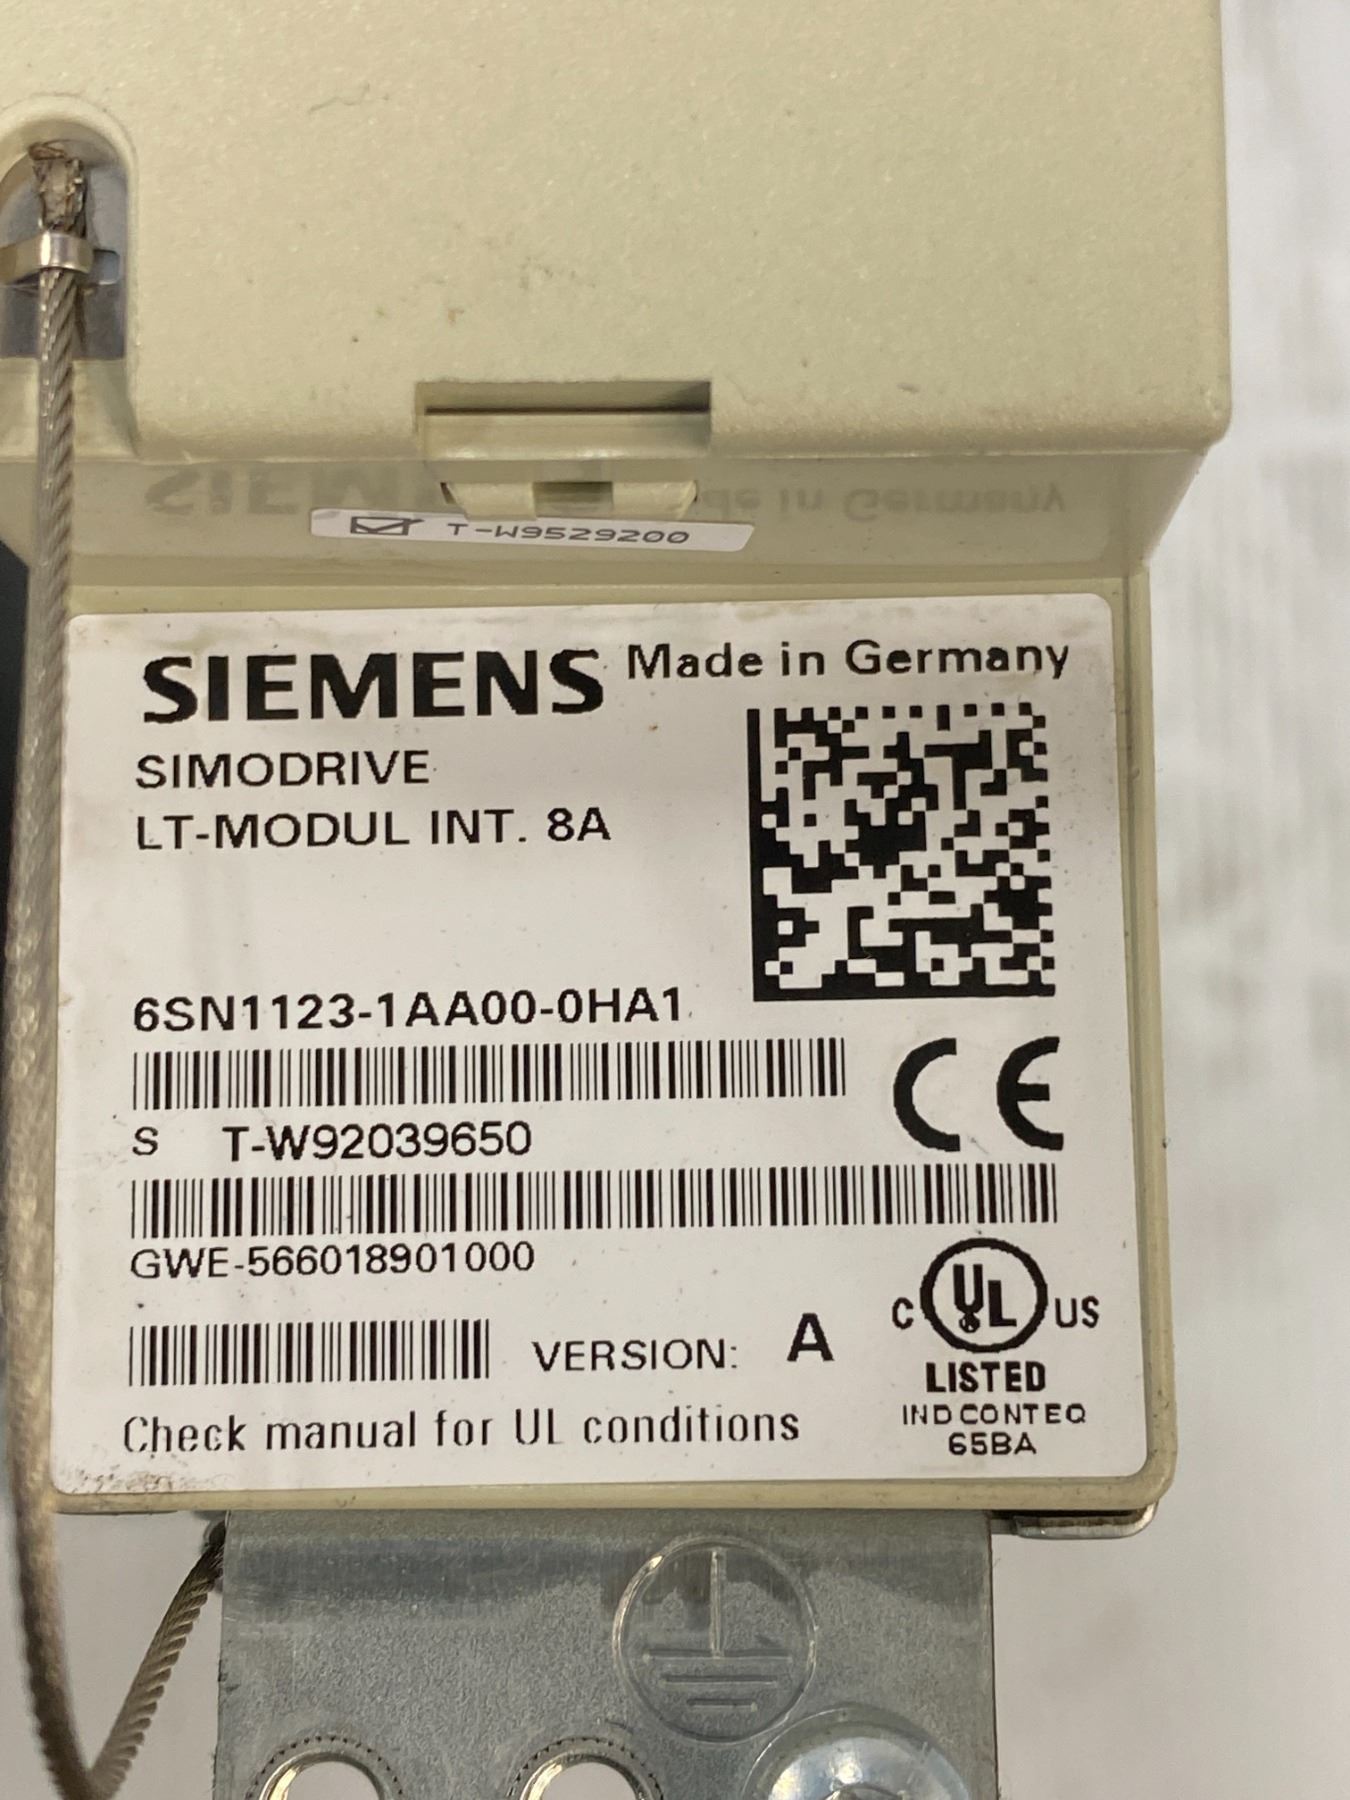 T-W9529200
SIEMENS Made in Germany
SIMODRIVE
LT-MODUL INT. 8A
6SN1123-1AA00-0HA1
CE
S T-W92039650
GWE-566018901000
C UL US
VERSION: A
LISTED
IND CONT EQ
65BA
Check manual for UL conditions